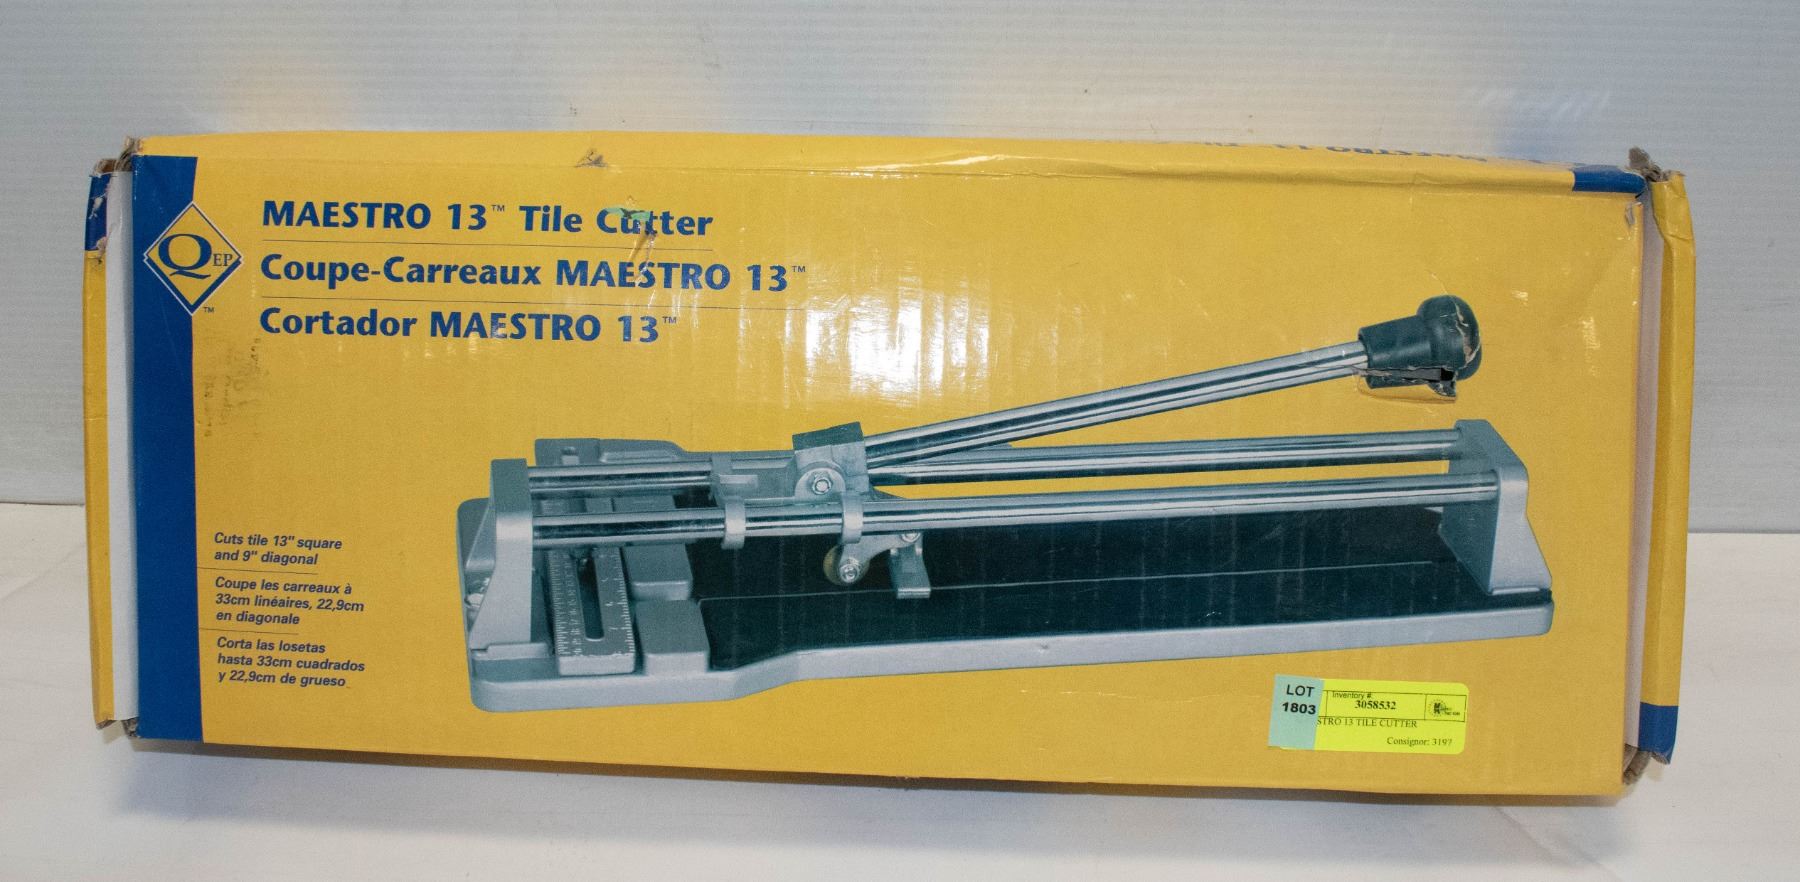 MAESTRO 13™ Tile Cutter
Coupe-Carreaux MAESTRO 13™
Cortador MAESTRO 13™
QEP
™
Cuts tile 13" square
and 9" diagonal
Coupe les carreaux à
33cm linéaires, 22,9cm
en diagonale
Corta las losetas
hasta 33cm cuadrados
y 22,9cm de grueso
LOT
1803
Inventory #:
3058532
STRO 13 TILE CUTTER
Consignor: 3197